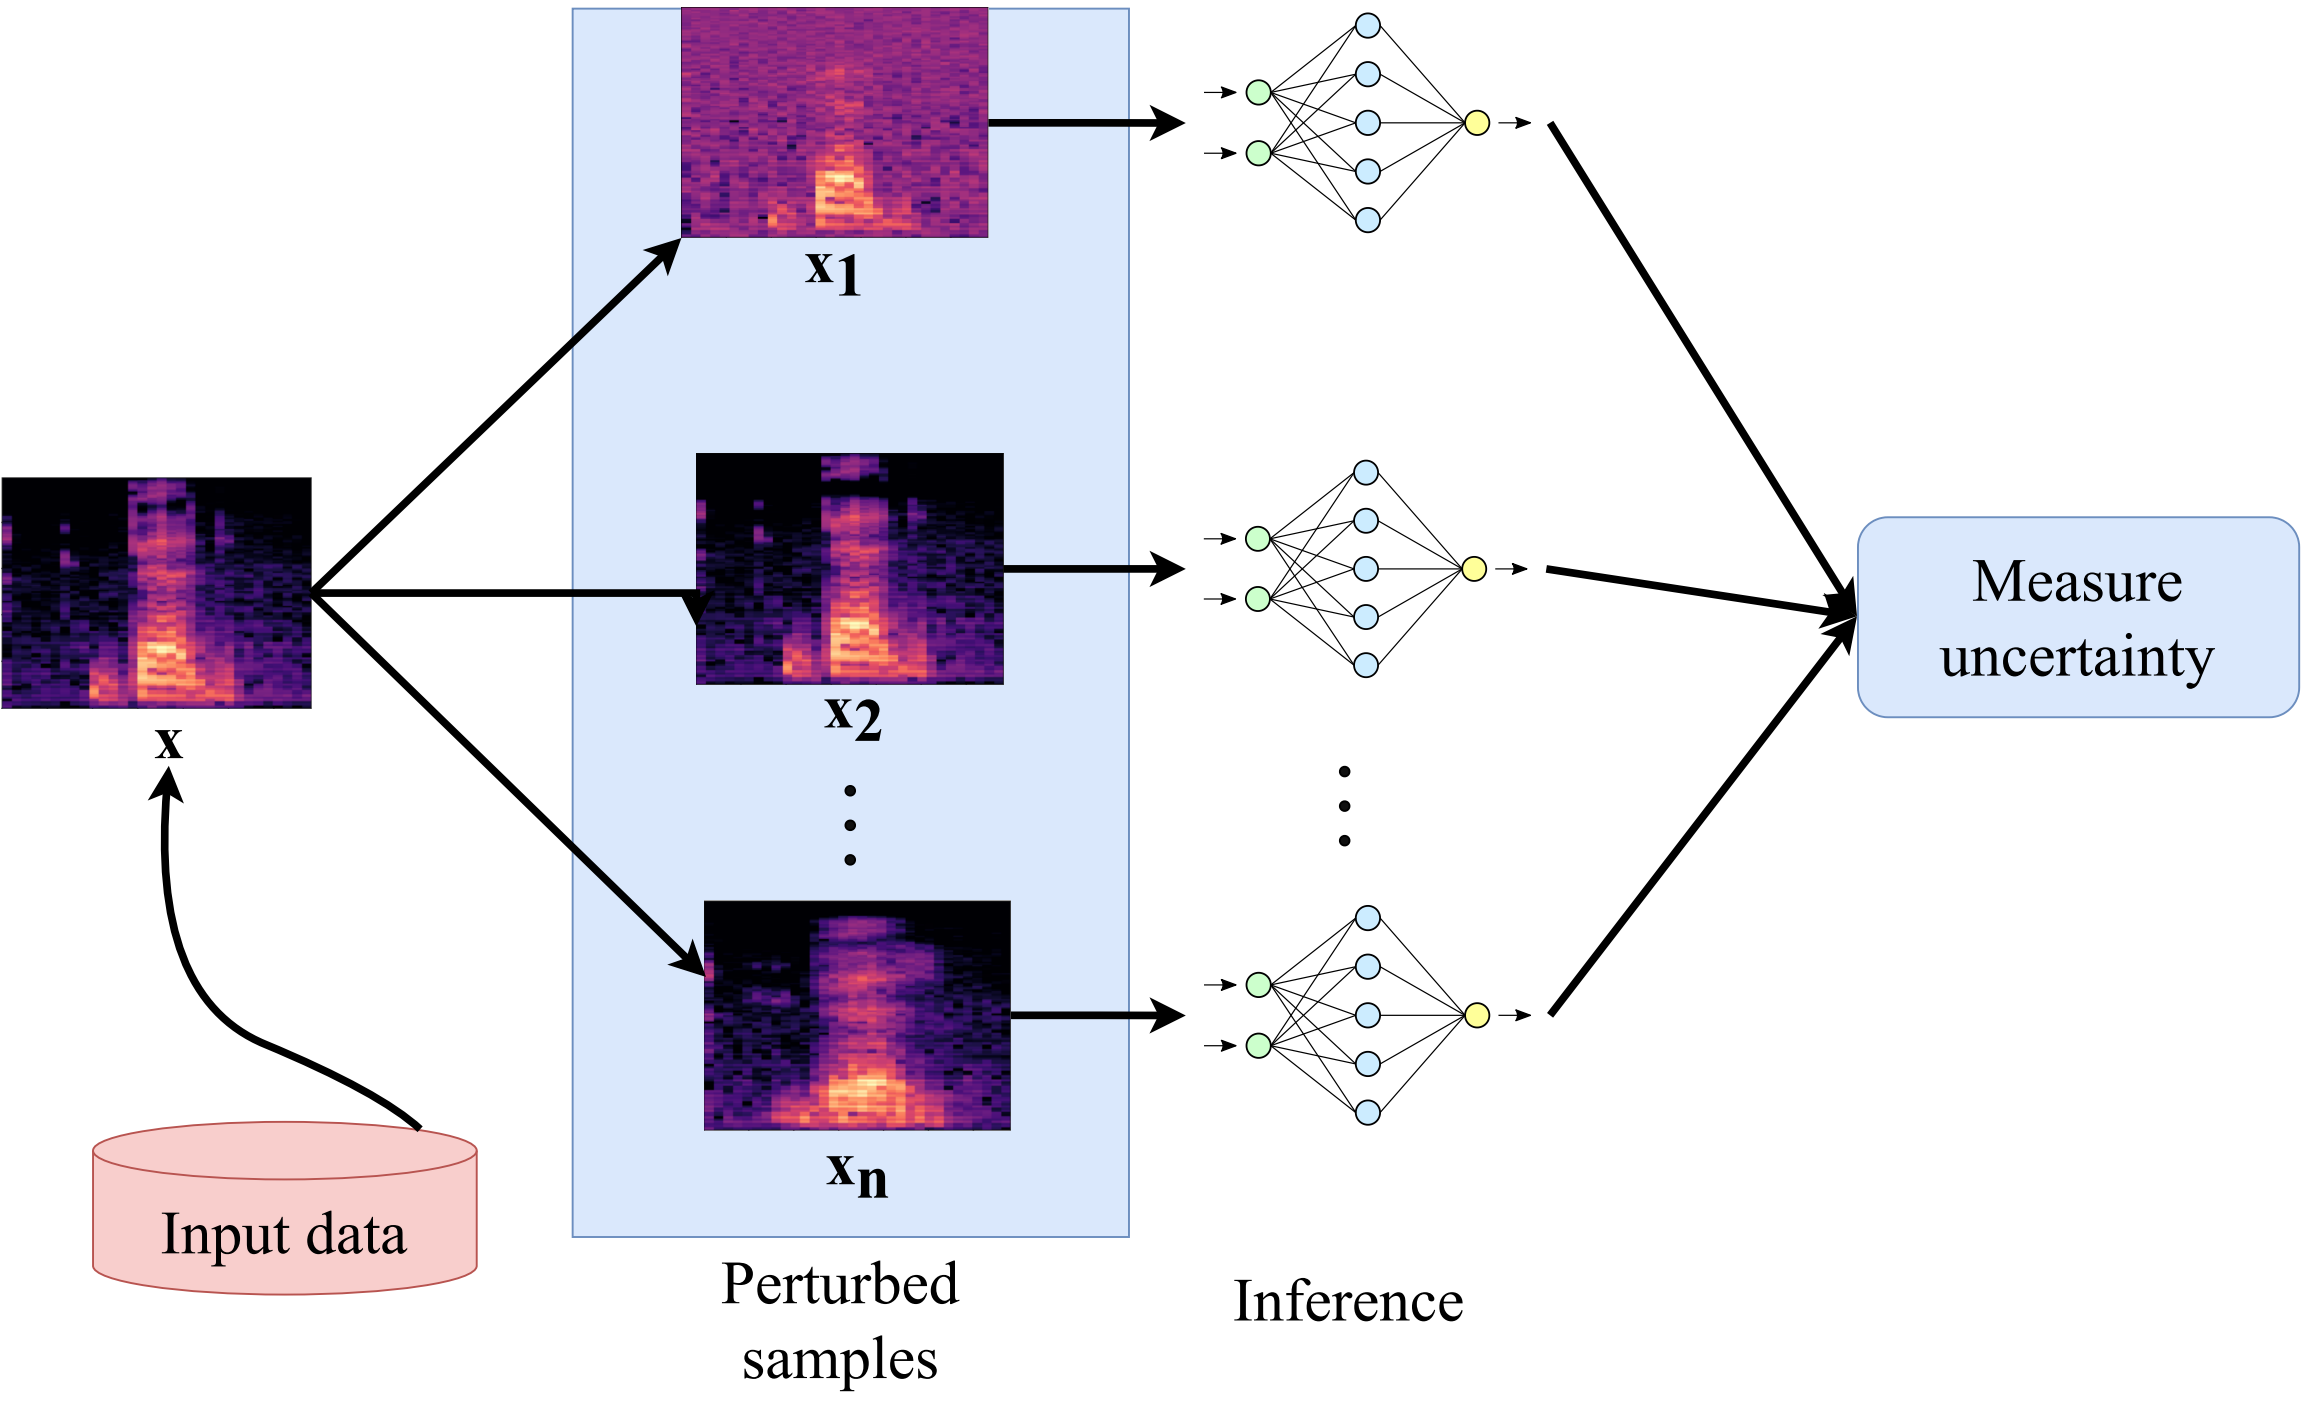 x
Input data
x1
x2
xn
Perturbed
samples
Inference
Measure
uncertainty